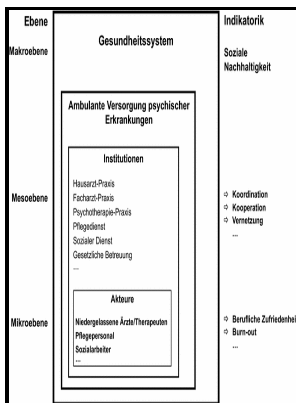 Ebene
Indikatorik
Gesundheitssystem
Makroebene
Soziale
Nachhaltigkeit
Ambulante Versorgung psychischer
Erkrankungen
Institutionen
Hausarzt-Praxis
Facharzt-Praxis
Psychotherapie-Praxis
Pflegedienst
Sozialer Dienst
Gesetzliche Betreuung
...
Mesoebene
⇨ Koordination
⇨ Kooperation
⇨ Vernetzung
...
Akteure
Niedergelassene Ärzte/Therapeuten
Pflegepersonal
Sozialarbeiter
...
Mikroebene
⇨ Berufliche Zufriedenhei
⇨ Burn-out
...